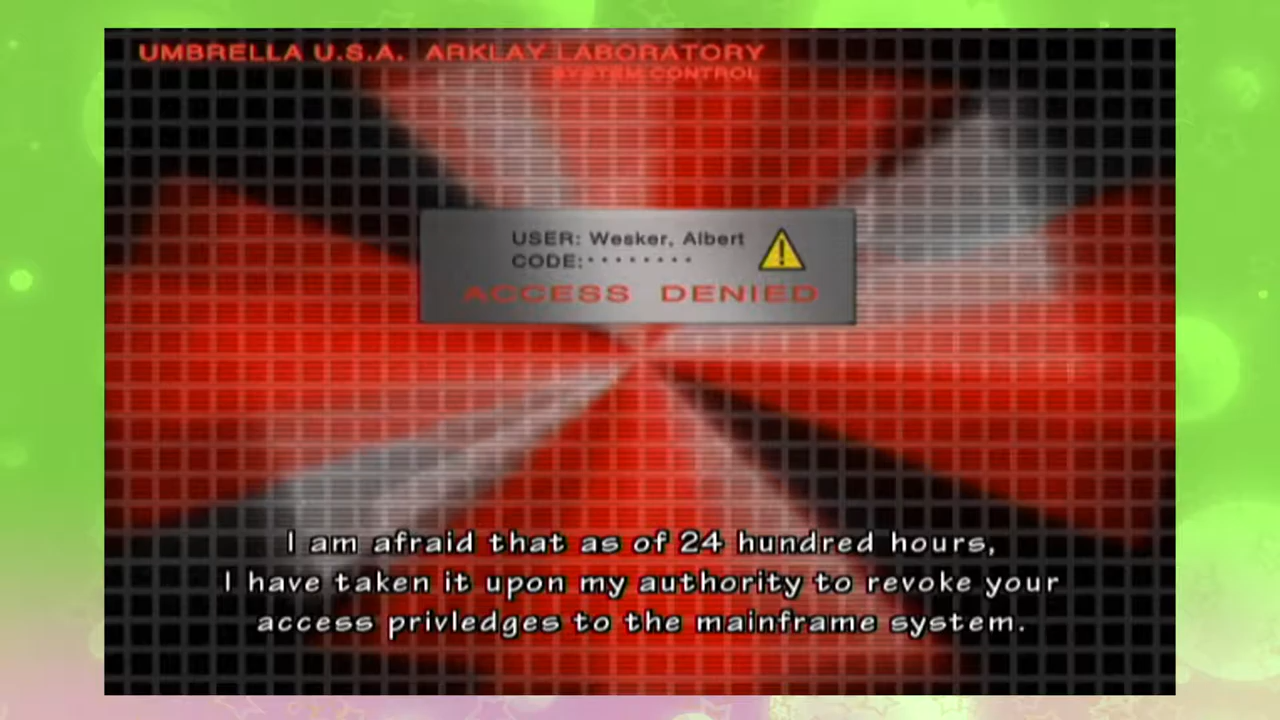 UMBRELLA U.S.A. ARKLAY LABORATORY
SYSTEM CONTROL
USER: Wesker, Albert
CODE:········
ACCESS DENIED
I am afraid that as of 24 hundred hours,
I have taken it upon my authority to revoke your
access privledges to the mainframe system.